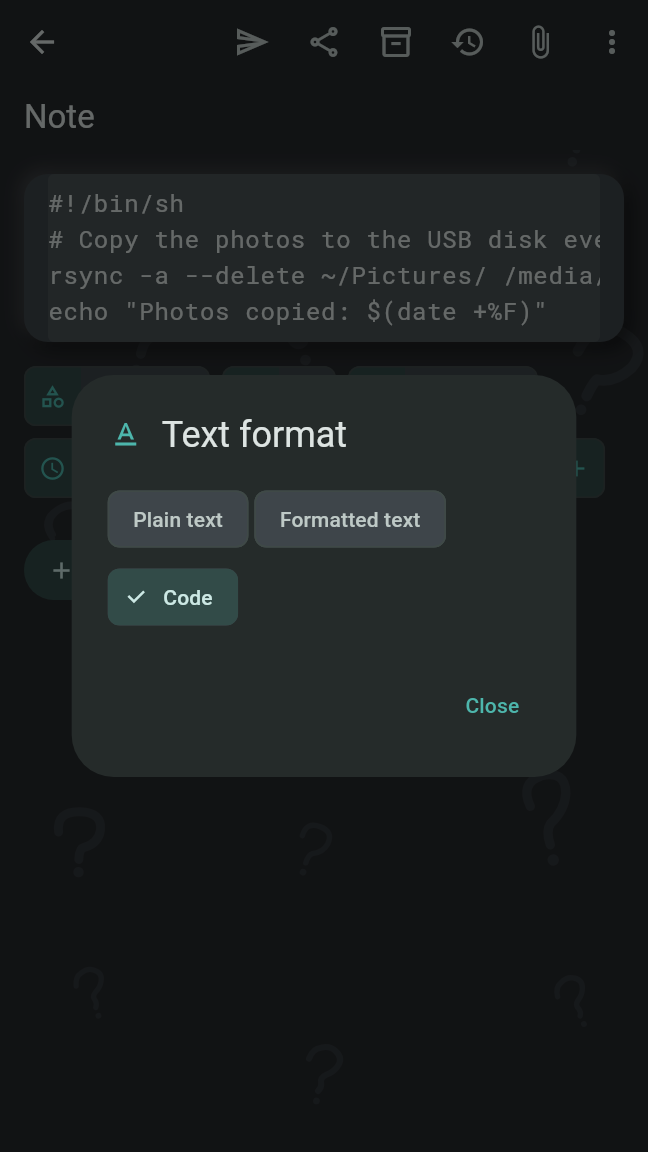 Note
#!/bin/sh
# Copy the photos to the USB disk eve
rsync -a --delete ~/Pictures/ /media/
echo "Photos copied: $(date +%F)"
Text format
Plain text
Formatted text
Code
Close